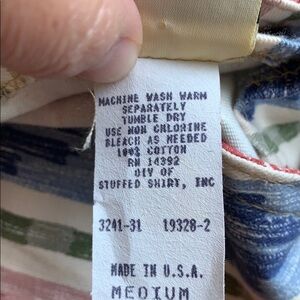 MACHINE WASH WARM
SEPARATELY
TUMBLE DRY
USE NON CHLORINE
BLEACH AS NEEDED
100% COTTON
RN 14392
DIV OF
STUFFED SHIRT, INC
3241-31 19328-2
MADE IN U.S.A.
MEDIUM